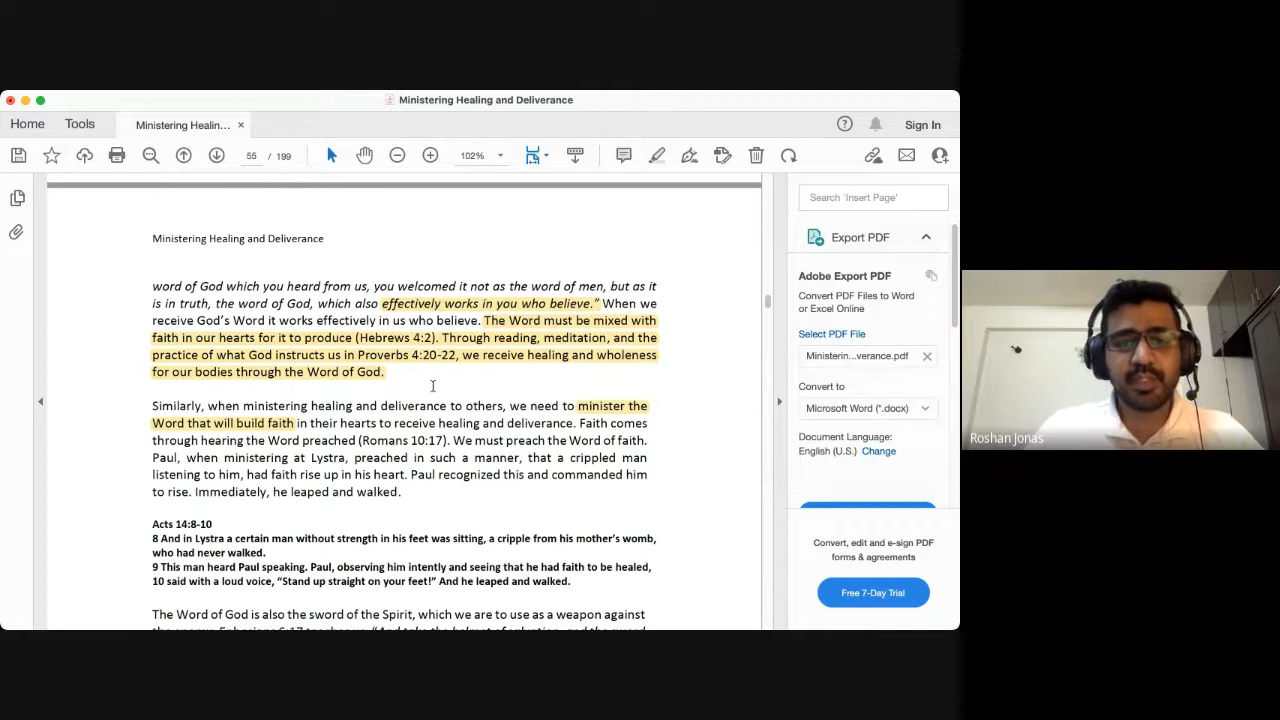 Ministering Healing and Deliverance
Home
Tools
Ministering Healin...
Sign In
55 / 199
102%
Search 'Insert Page'
Export PDF
Adobe Export PDF
Convert PDF Files to Word
or Excel Online
Select PDF File
Ministerin...verance.pdf
Convert to
Microsoft Word (*.docx)
Document Language:
English (U.S.) Change
Convert, edit and e-sign PDF
forms & agreements
Free 7-Day Trial
Ministering Healing and Deliverance
word of God which you heard from us, you welcomed it not as the word of men, but as it
is in truth, the word of God, which also effectively works in you who believe.” When we
receive God’s Word it works effectively in us who believe. The Word must be mixed with
faith in our hearts for it to produce (Hebrews 4:2). Through reading, meditation, and the
practice of what God instructs us in Proverbs 4:20-22, we receive healing and wholeness
for our bodies through the Word of God.
Similarly, when ministering healing and deliverance to others, we need to minister the
Word that will build faith in their hearts to receive healing and deliverance. Faith comes
through hearing the Word preached (Romans 10:17). We must preach the Word of faith.
Paul, when ministering at Lystra, preached in such a manner, that a crippled man
listening to him, had faith rise up in his heart. Paul recognized this and commanded him
to rise. Immediately, he leaped and walked.
Acts 14:8-10
8 And in Lystra a certain man without strength in his feet was sitting, a cripple from his mother’s womb,
who had never walked.
9 This man heard Paul speaking. Paul, observing him intently and seeing that he had faith to be healed,
10 said with a loud voice, “Stand up straight on your feet!” And he leaped and walked.
The Word of God is also the sword of the Spirit, which we are to use as a weapon against
Roshan Jonas